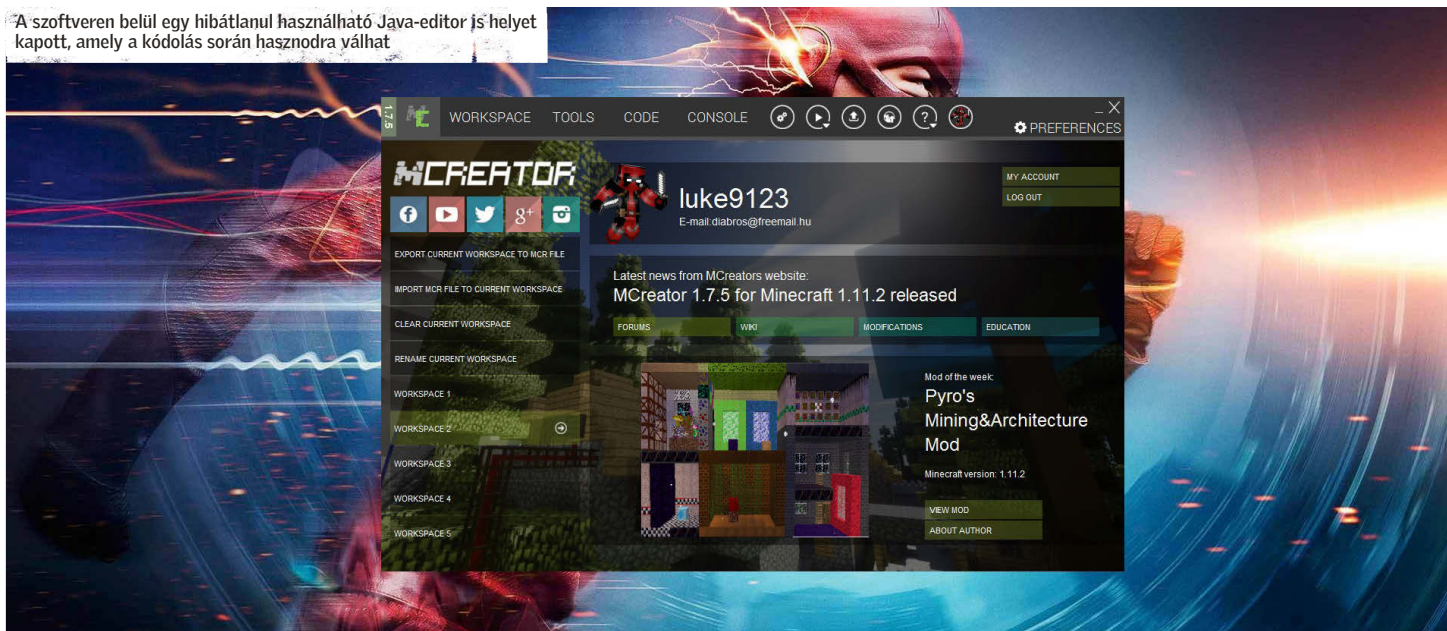 A szoftveren belül egy hibátlanul használható Java-editor is helyet
kapott, amely a kódolás során hasznodra válhat
1.7.5
WORKSPACE TOOLS CODE CONSOLE
PREFERENCES
MCREATOR
EXPORT CURRENT WORKSPACE TO MCR FILE
IMPORT MCR FILE TO CURRENT WORKSPACE
CLEAR CURRENT WORKSPACE
RENAME CURRENT WORKSPACE
WORKSPACE 1
WORKSPACE 2
WORKSPACE 3
WORKSPACE 4
WORKSPACE 5
luke9123
E-mail:diabros@freemail.hu
MY ACCOUNT
LOG OUT
Latest news from MCreators website:
MCreator 1.7.5 for Minecraft 1.11.2 released
FORUMS WIKI MODIFICATIONS EDUCATION
Mod of the week:
Pyro's
Mining&Architecture
Mod
Minecraft version: 1.11.2
VIEW MOD
ABOUT AUTHOR